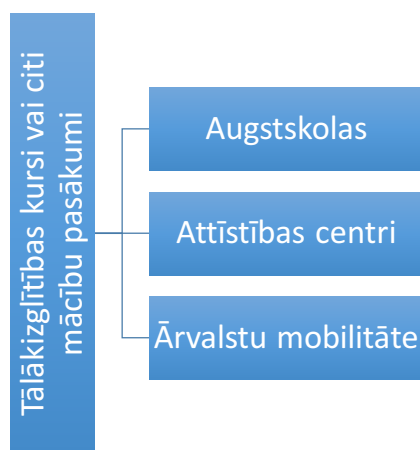 Tālākizglītības kursi vai citi
mācību pasākumi
Augstskolas
Attīstības centri
Ārvalstu mobilitāte